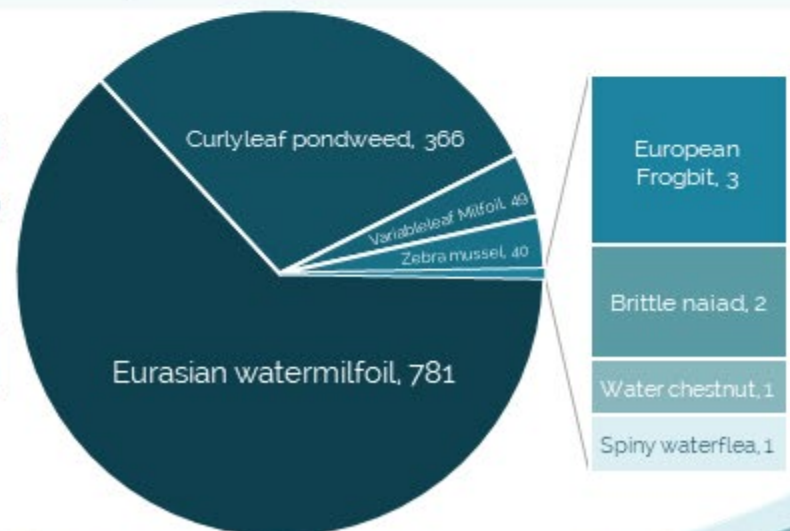 Curlyleaf pondweed, 366
Variableleaf Milfoil, 49
Zebra mussel, 40
Eurasian watermilfoil, 781
European
Frogbit, 3
Brittle naiad, 2
Water chestnut, 1
Spiny waterflea, 1